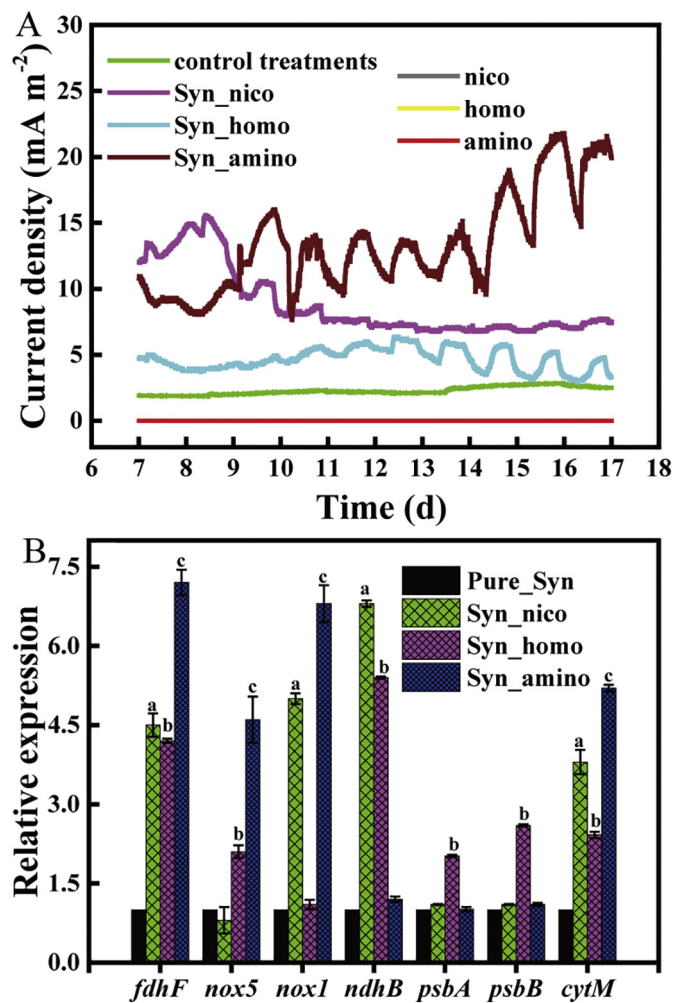 A
30
25
20
15
10
5
0
Current density (mA m⁻²)
control treatments
Syn_nico
Syn_homo
Syn_amino
nico
homo
amino
6 7 8 9 10 11 12 13 14 15 16 17 18
Time (d)
B
7.5
6.0
4.5
3.0
1.5
0.0
Relative expression
Pure_Syn
Syn_nico
Syn_homo
Syn_amino
a b c
b c
a c
a b
b
b
a b c
fdhF nox5 nox1 ndhB psbA psbB cytM